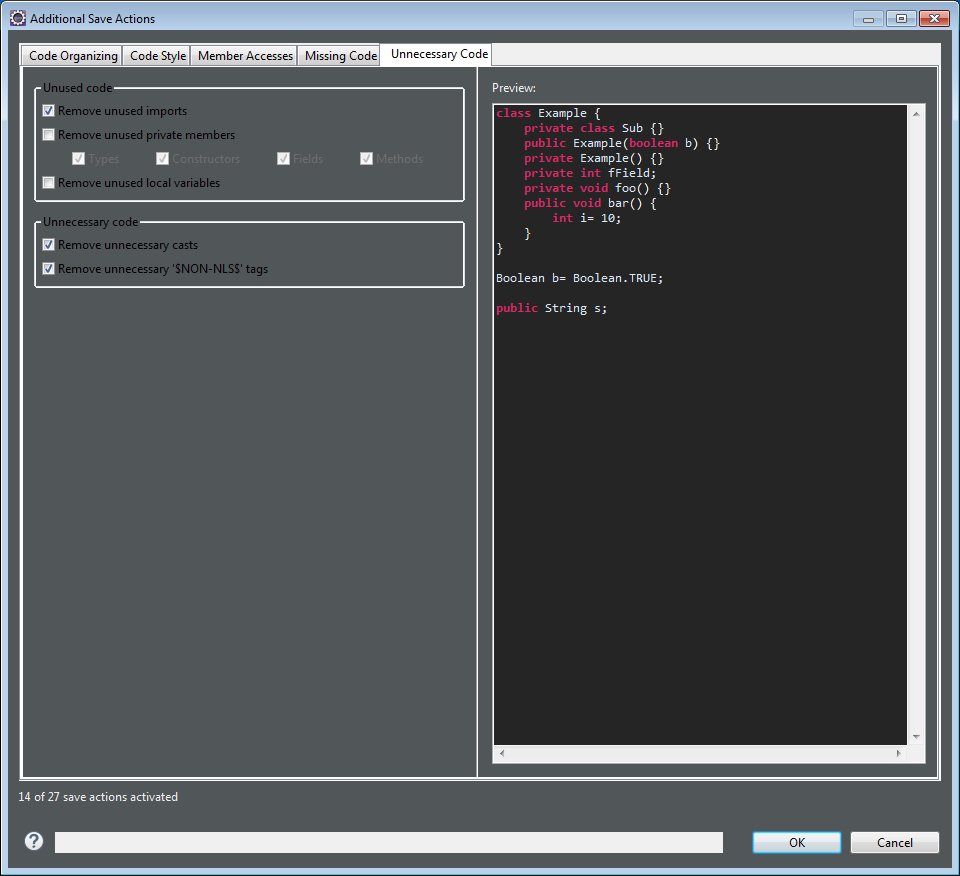 Additional Save Actions
Code Organizing Code Style Member Accesses Missing Code Unnecessary Code
Unused code
Remove unused imports
Remove unused private members
Types Constructors Fields Methods
Remove unused local variables
Unnecessary code
Remove unnecessary casts
Remove unnecessary '$NON-NLS$' tags
Preview:
class Example {
    private class Sub {}
    public Example(boolean b) {}
    private Example() {}
    private int fField;
    private void foo() {}
    public void bar() {
        int i= 10;
    }
}
Boolean b= Boolean.TRUE;
public String s;
14 of 27 save actions activated
?
OK Cancel